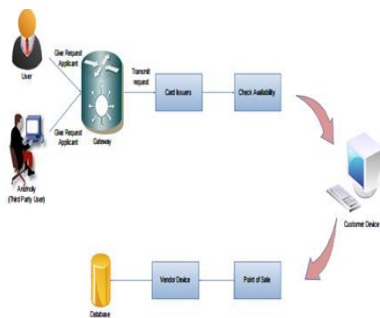 Give Request
Applicant
User
Transmit
request
Card Issuers
Check Availability
Gateway
Give Request
Applicant
Anomoly
(Third Party User)
Customer Device
Vendor Device
Point of Sale
Database